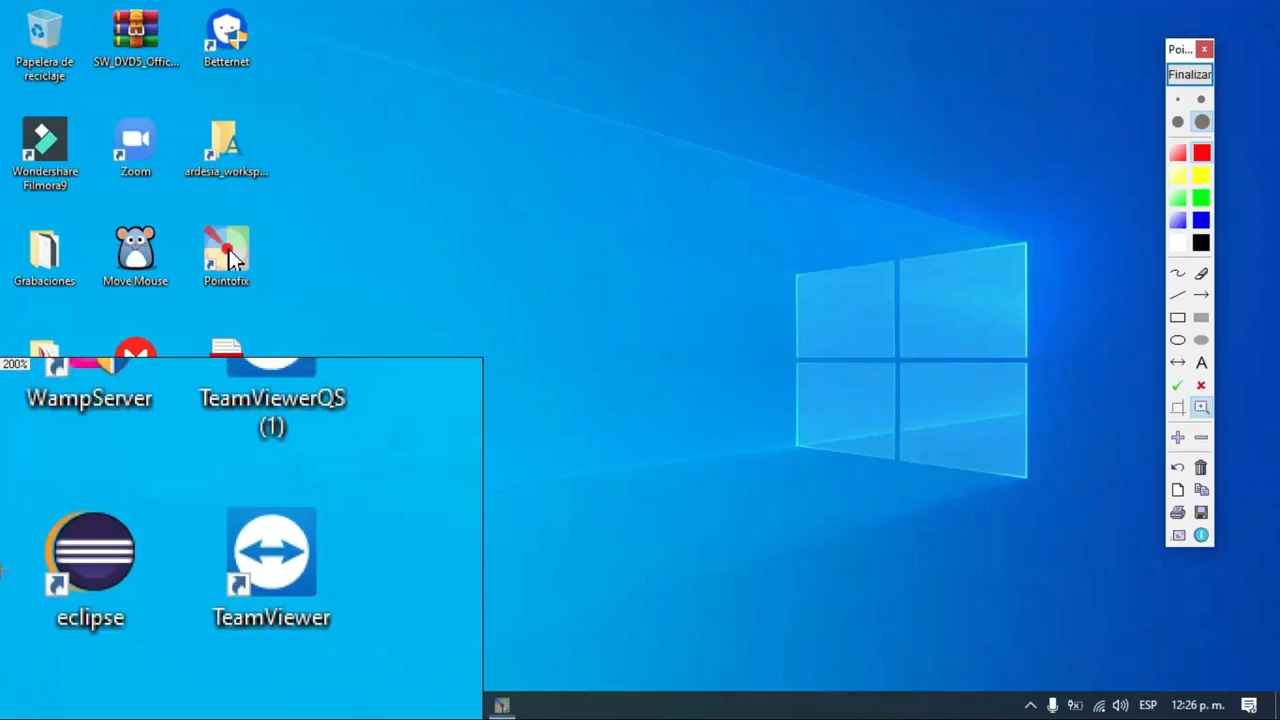 Papelera de
reciclaje
SW_DVD5_Offic...
Betternet
Wondershare
Filmora9
Zoom
ardesia_worksp...
Grabaciones
Move Mouse
Pointofix
200%
WampServer
TeamViewerQS
(1)
eclipse
TeamViewer
Poi...
Finalizar
A
ESP
12:26 p. m.